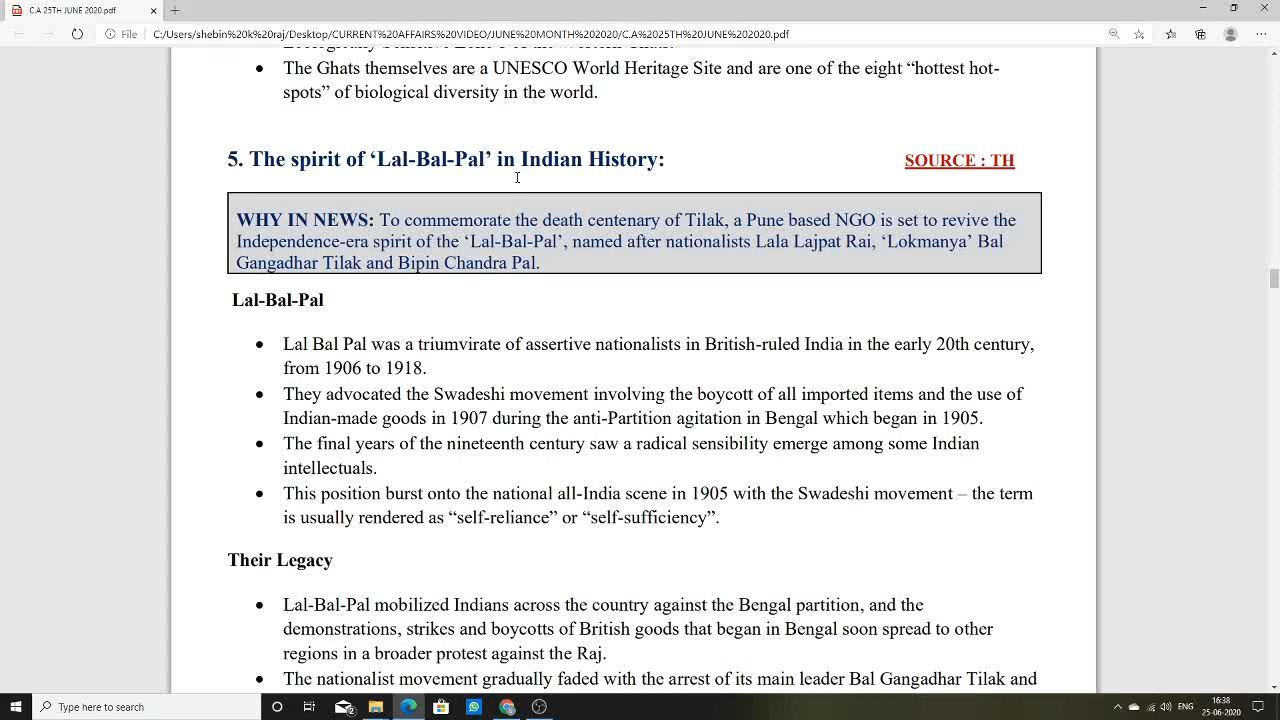 C.A 25TH JUNE 2020.pdf
File C:/Users/shebin%20k%20raj/Desktop/CURRENT%20AFFAIRS%20VIDEO/JUNE%20MONTH%202020/C.A%2025TH%20JUNE%202020.pdf
• The Ghats themselves are a UNESCO World Heritage Site and are one of the eight “hottest hot-
spots” of biological diversity in the world.
5. The spirit of ‘Lal-Bal-Pal’ in Indian History: SOURCE : TH
WHY IN NEWS: To commemorate the death centenary of Tilak, a Pune based NGO is set to revive the
Independence-era spirit of the ‘Lal-Bal-Pal’, named after nationalists Lala Lajpat Rai, ‘Lokmanya’ Bal
Gangadhar Tilak and Bipin Chandra Pal.
Lal-Bal-Pal
• Lal Bal Pal was a triumvirate of assertive nationalists in British-ruled India in the early 20th century,
from 1906 to 1918.
• They advocated the Swadeshi movement involving the boycott of all imported items and the use of
Indian-made goods in 1907 during the anti-Partition agitation in Bengal which began in 1905.
• The final years of the nineteenth century saw a radical sensibility emerge among some Indian
intellectuals.
• This position burst onto the national all-India scene in 1905 with the Swadeshi movement – the term
is usually rendered as “self-reliance” or “self-sufficiency”.
Their Legacy
• Lal-Bal-Pal mobilized Indians across the country against the Bengal partition, and the
demonstrations, strikes and boycotts of British goods that began in Bengal soon spread to other
regions in a broader protest against the Raj.
• The nationalist movement gradually faded with the arrest of its main leader Bal Gangadhar Tilak and
Type here to search
ENG
16:38
25-06-2020